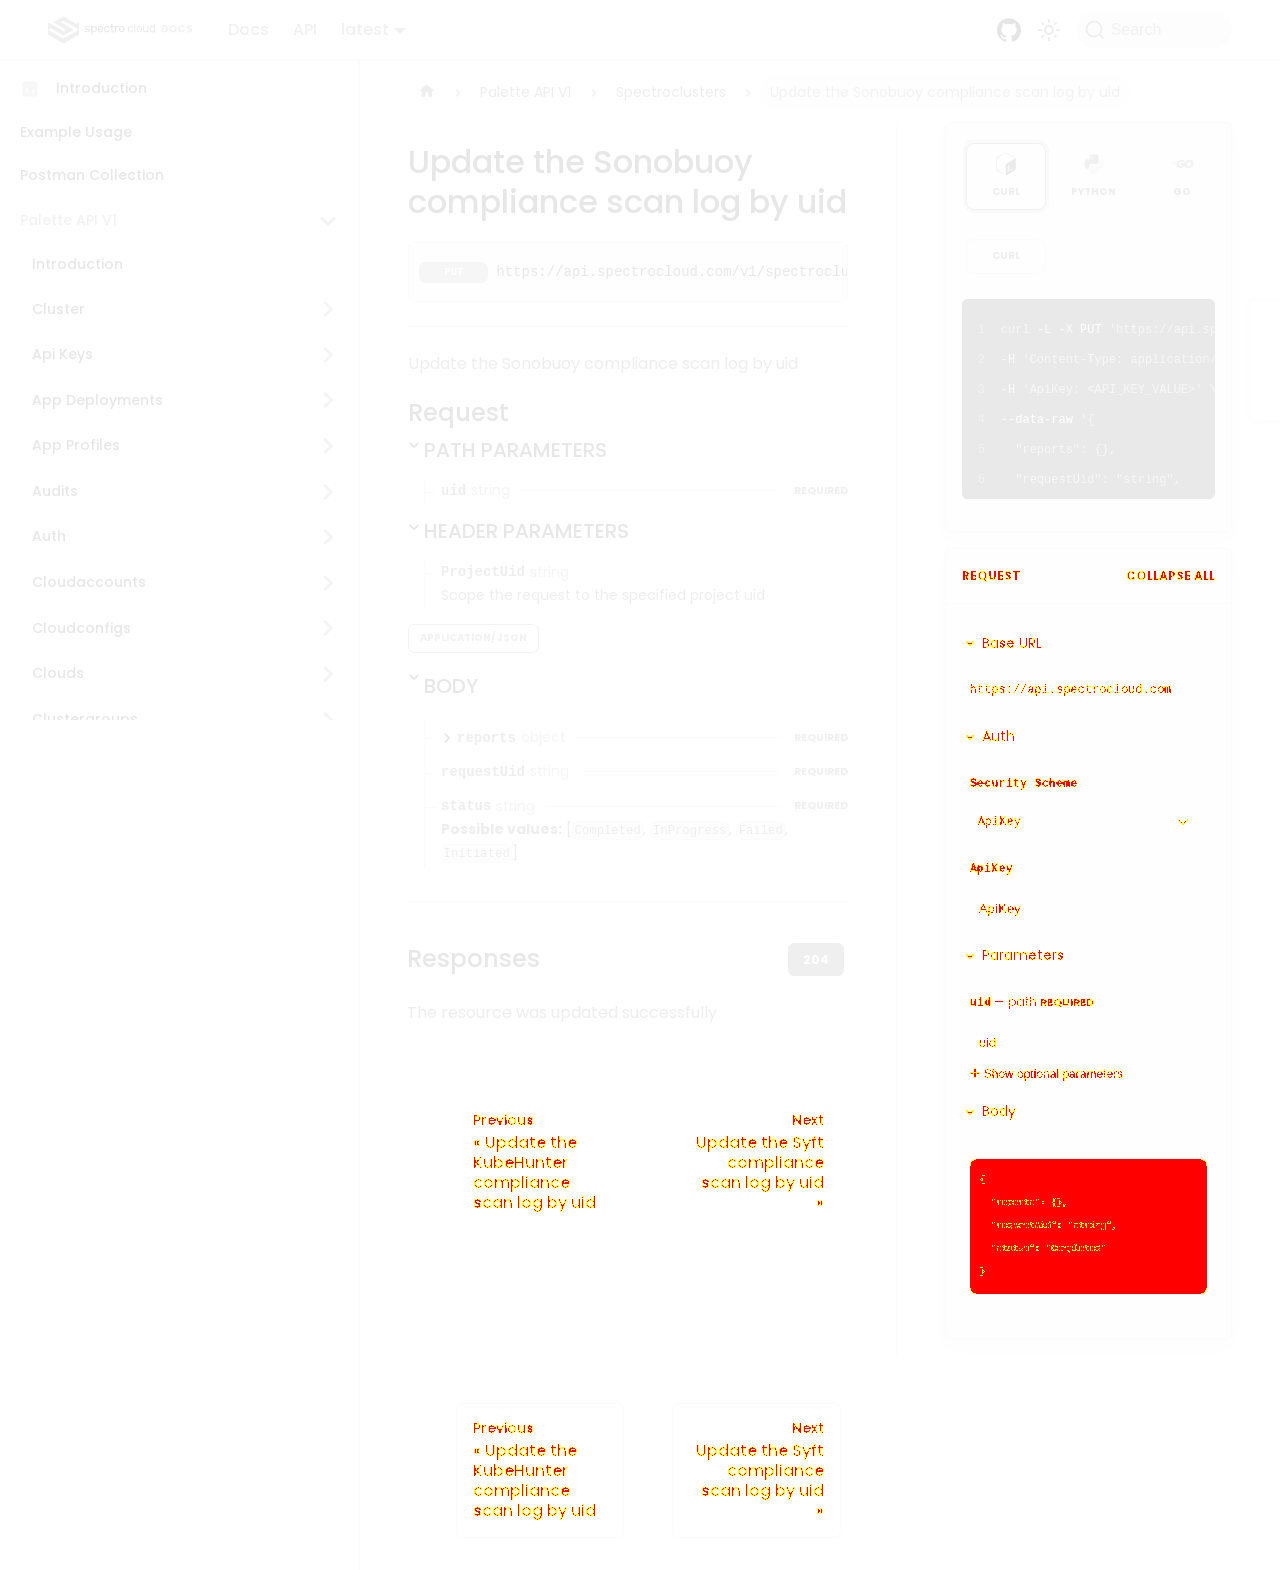 spectro cloud DOCS
Docs
API
latest
Search
Introduction
Example Usage
Postman Collection
Palette API V1
Introduction
Cluster
Api Keys
App Deployments
App Profiles
Audits
Auth
Cloudaccounts
Cloudconfigs
Clouds
Clustergroups
Palette API V1
Spectroclusters
Update the Sonobuoy compliance scan log by uid
Update the Sonobuoy
compliance scan log by uid
PUT https://api.spectrocloud.com/v1/spectroclu
Update the Sonobuoy compliance scan log by uid
Request
PATH PARAMETERS
uid string REQUIRED
HEADER PARAMETERS
ProjectUid string
Scope the request to the specified project uid
APPLICATION/JSON
BODY
reports object REQUIRED
requestUid string REQUIRED
status string REQUIRED
Possible values: [Completed, InProgress, Failed,
Initiated]
Responses
204
The resource was updated successfully
Previous
« Update the
KubeHunter
compliance
scan log by uid
Next
Update the Syft
compliance
scan log by uid
»
Previous
« Update the
KubeHunter
compliance
scan log by uid
Next
Update the Syft
compliance
scan log by uid
»
CURL
PYTHON
GO
CURL
1 curl -L -X PUT 'https://api.sp
2 -H 'Content-Type: application/
3 -H 'ApiKey: <API_KEY_VALUE>' \
4 --data-raw '{
5 "reports": {},
6 "requestUid": "string",
REQUEST
COLLAPSE ALL
Base URL
https://api.spectrocloud.com
Auth
Security Scheme
ApiKey
ApiKey
ApiKey
Parameters
uid — path REQUIRED
uid
Show optional parameters
Body
{
"reports": {},
"requestUid": "string",
"status": "Completed"
}